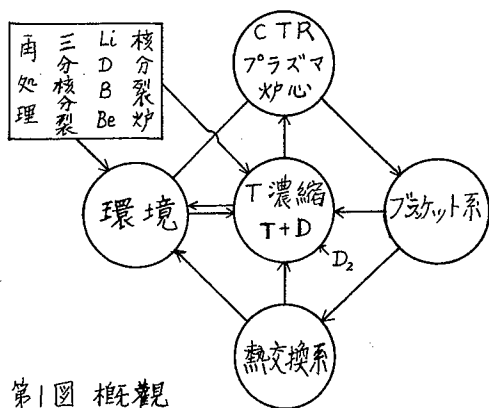 核分裂炉
Li D B Be
三分核分裂
再処理
CTR
プラズマ
炉心
環境
T濃縮
T+D
ブランケット系
D₂
熱交換系
第1図 概觀